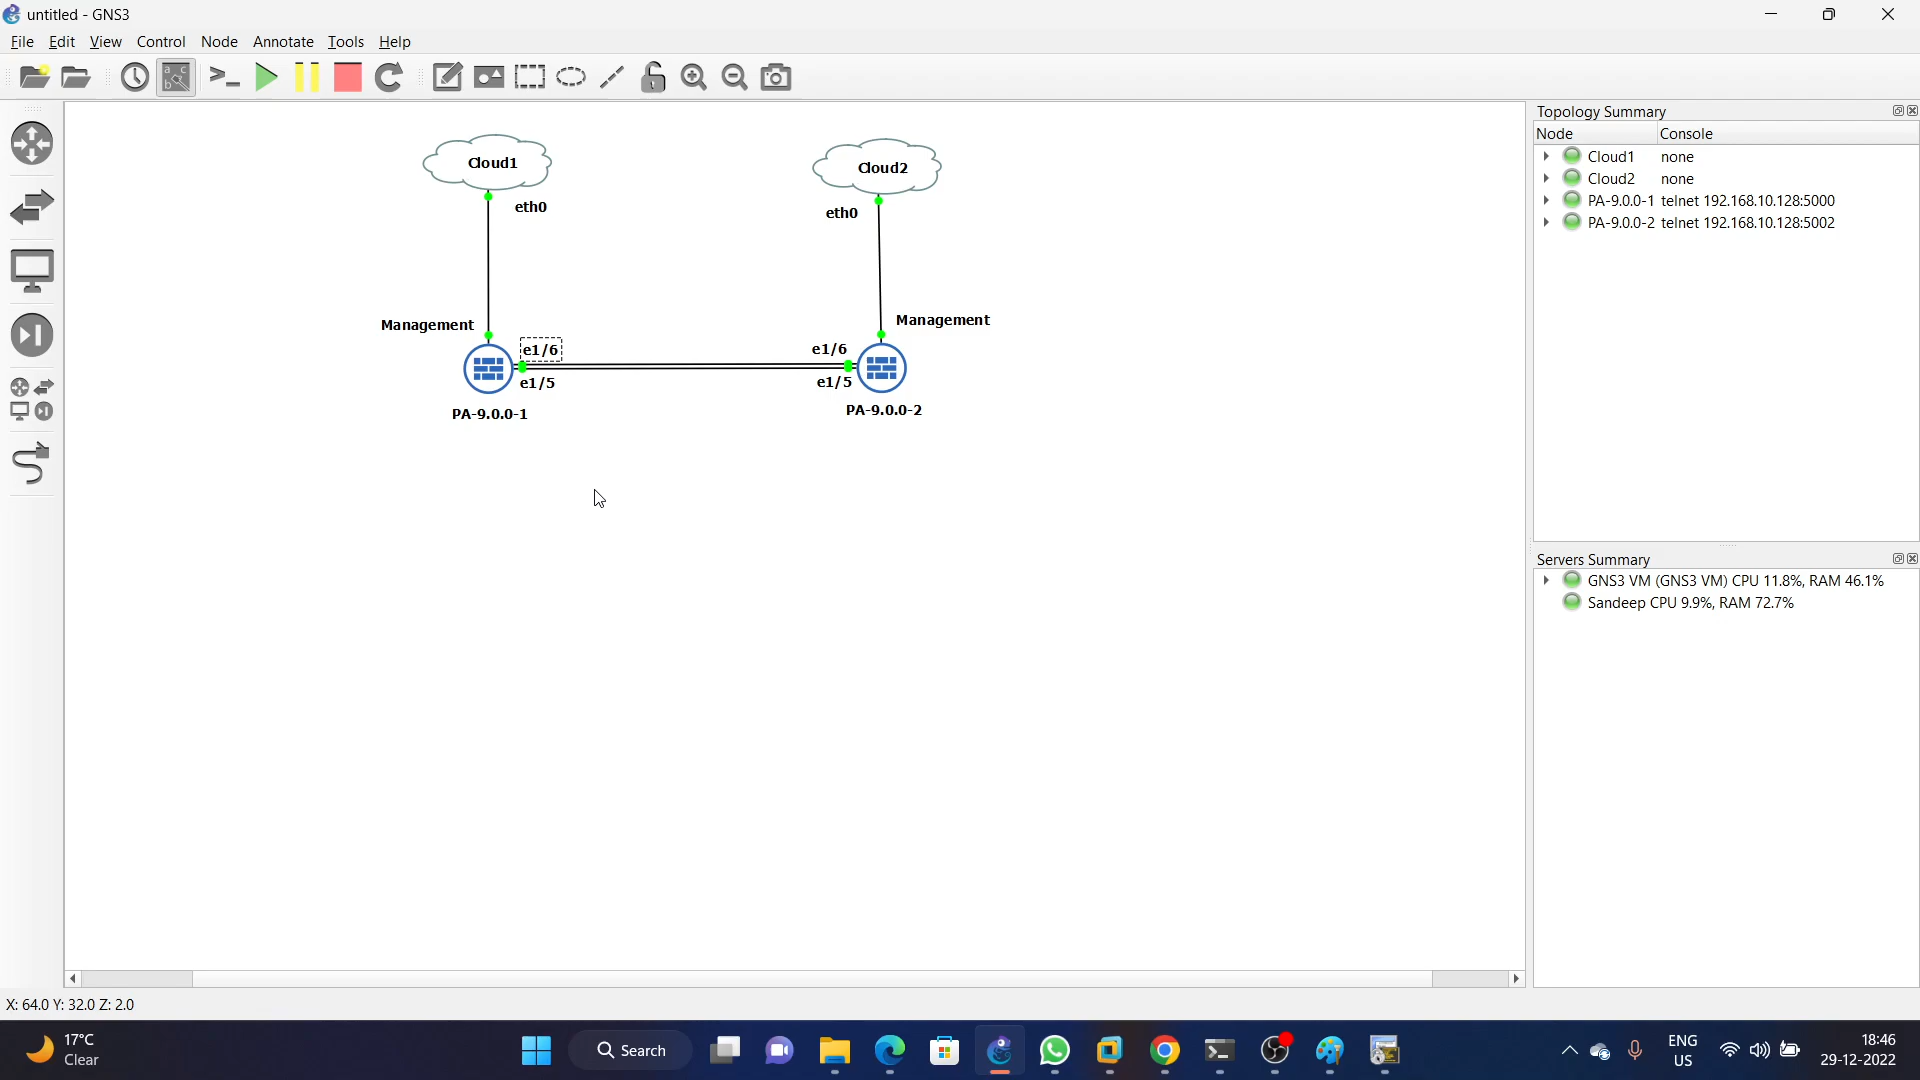 untitled - GNS3
File Edit View Control Node Annotate Tools Help
Topology Summary
Node Console
Cloud1 none
Cloud2 none
PA-9.0.0-1 telnet 192.168.10.128:5000
PA-9.0.0-2 telnet 192.168.10.128:5002
Cloud1
eth0
Cloud2
eth0
Management
Management
e1/6
e1/5
e1/6
e1/5
PA-9.0.0-1
PA-9.0.0-2
Servers Summary
GNS3 VM (GNS3 VM) CPU 11.8%, RAM 46.1%
Sandeep CPU 9.9%, RAM 72.7%
X: 64.0 Y: 32.0 Z: 2.0
17°C
Clear
Search
ENG
US
18:46
29-12-2022